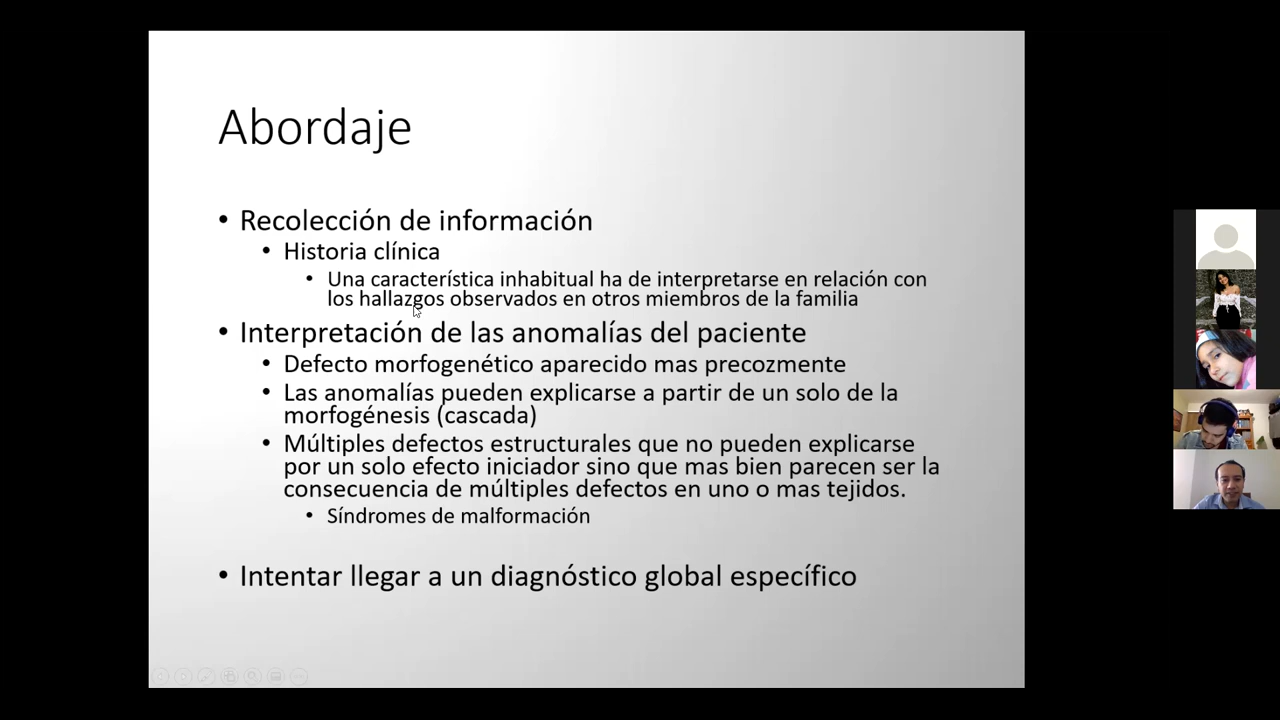 Abordaje
• Recolección de información
• Historia clínica
• Una característica inhabitual ha de interpretarse en relación con
los hallazgos observados en otros miembros de la familia
• Interpretación de las anomalías del paciente
• Defecto morfogenético aparecido mas precozmente
• Las anomalías pueden explicarse a partir de un solo de la
morfogénesis (cascada)
• Múltiples defectos estructurales que no pueden explicarse
por un solo efecto iniciador sino que mas bien parecen ser la
consecuencia de múltiples defectos en uno o mas tejidos.
• Síndromes de malformación
• Intentar llegar a un diagnóstico global específico